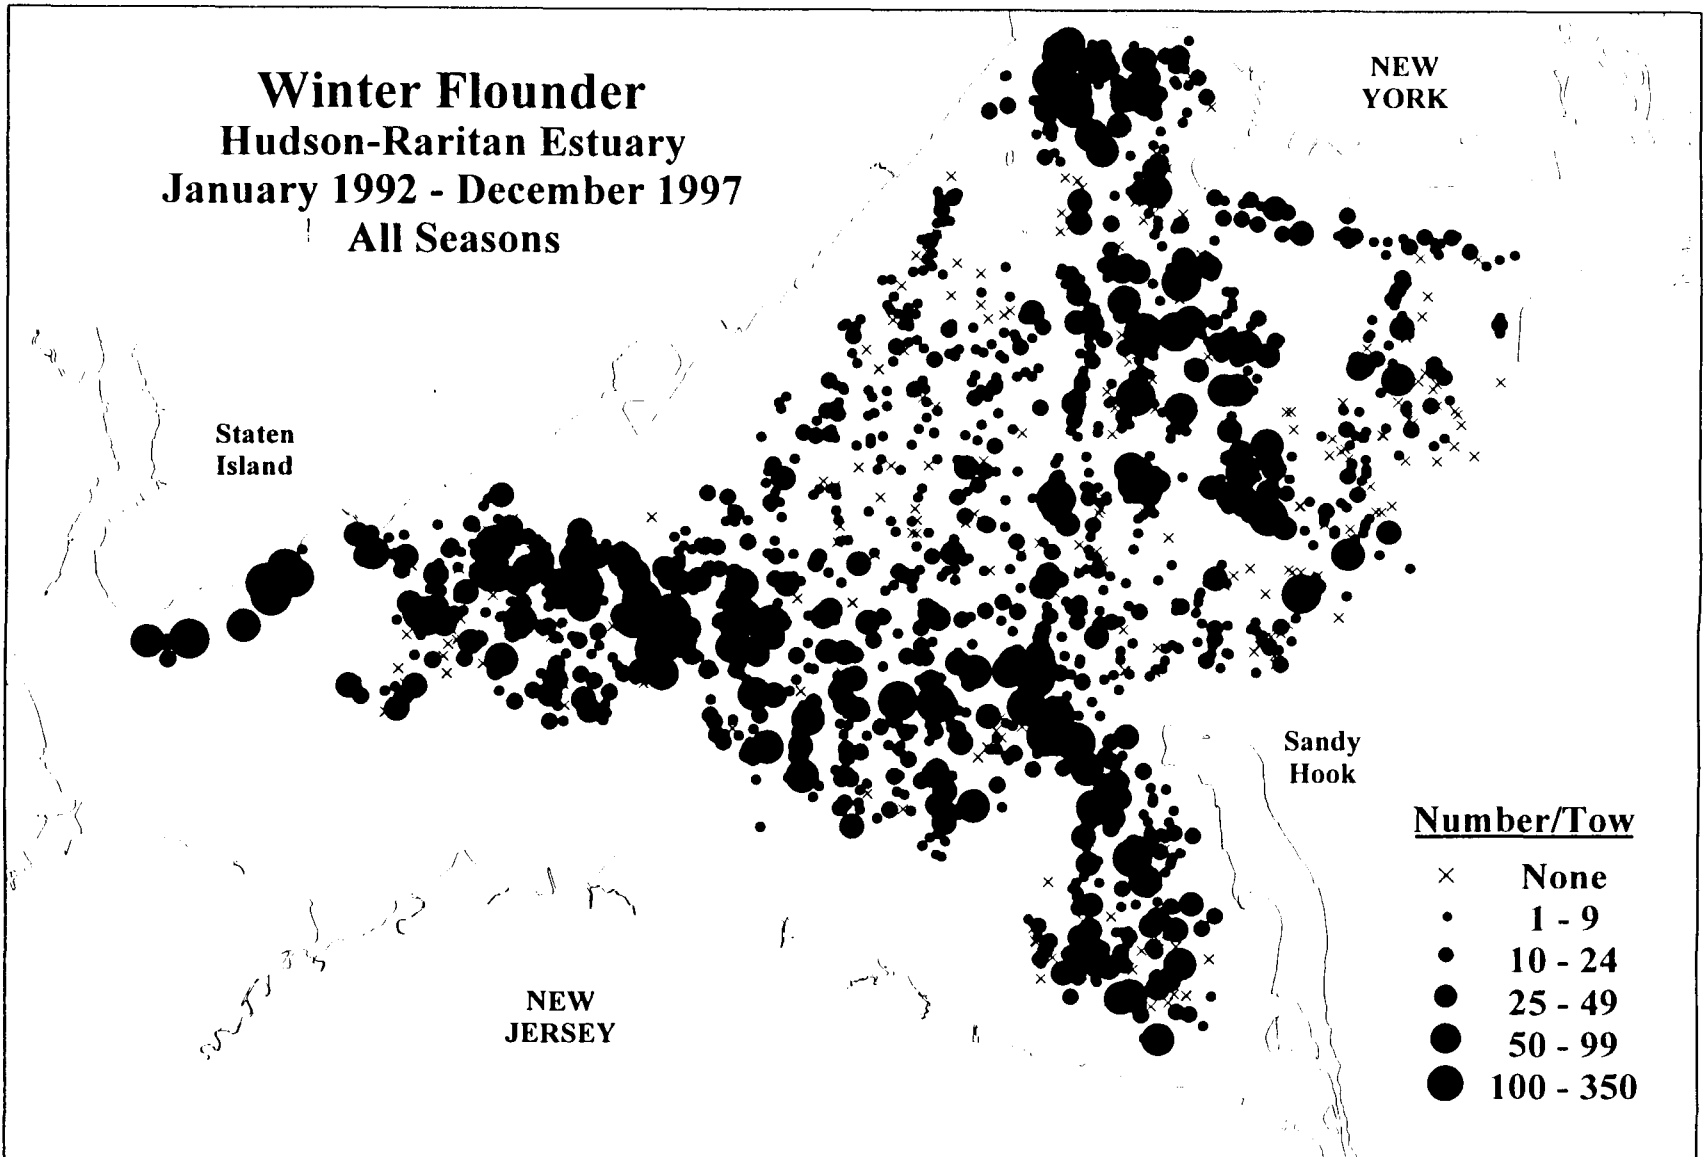 Winter Flounder
Hudson-Raritan Estuary
January 1992 - December 1997
All Seasons
NEW
YORK
Staten
Island
Sandy
Hook
NEW
JERSEY
Number/Tow
None
1 - 9
10 - 24
25 - 49
50 - 99
100 - 350